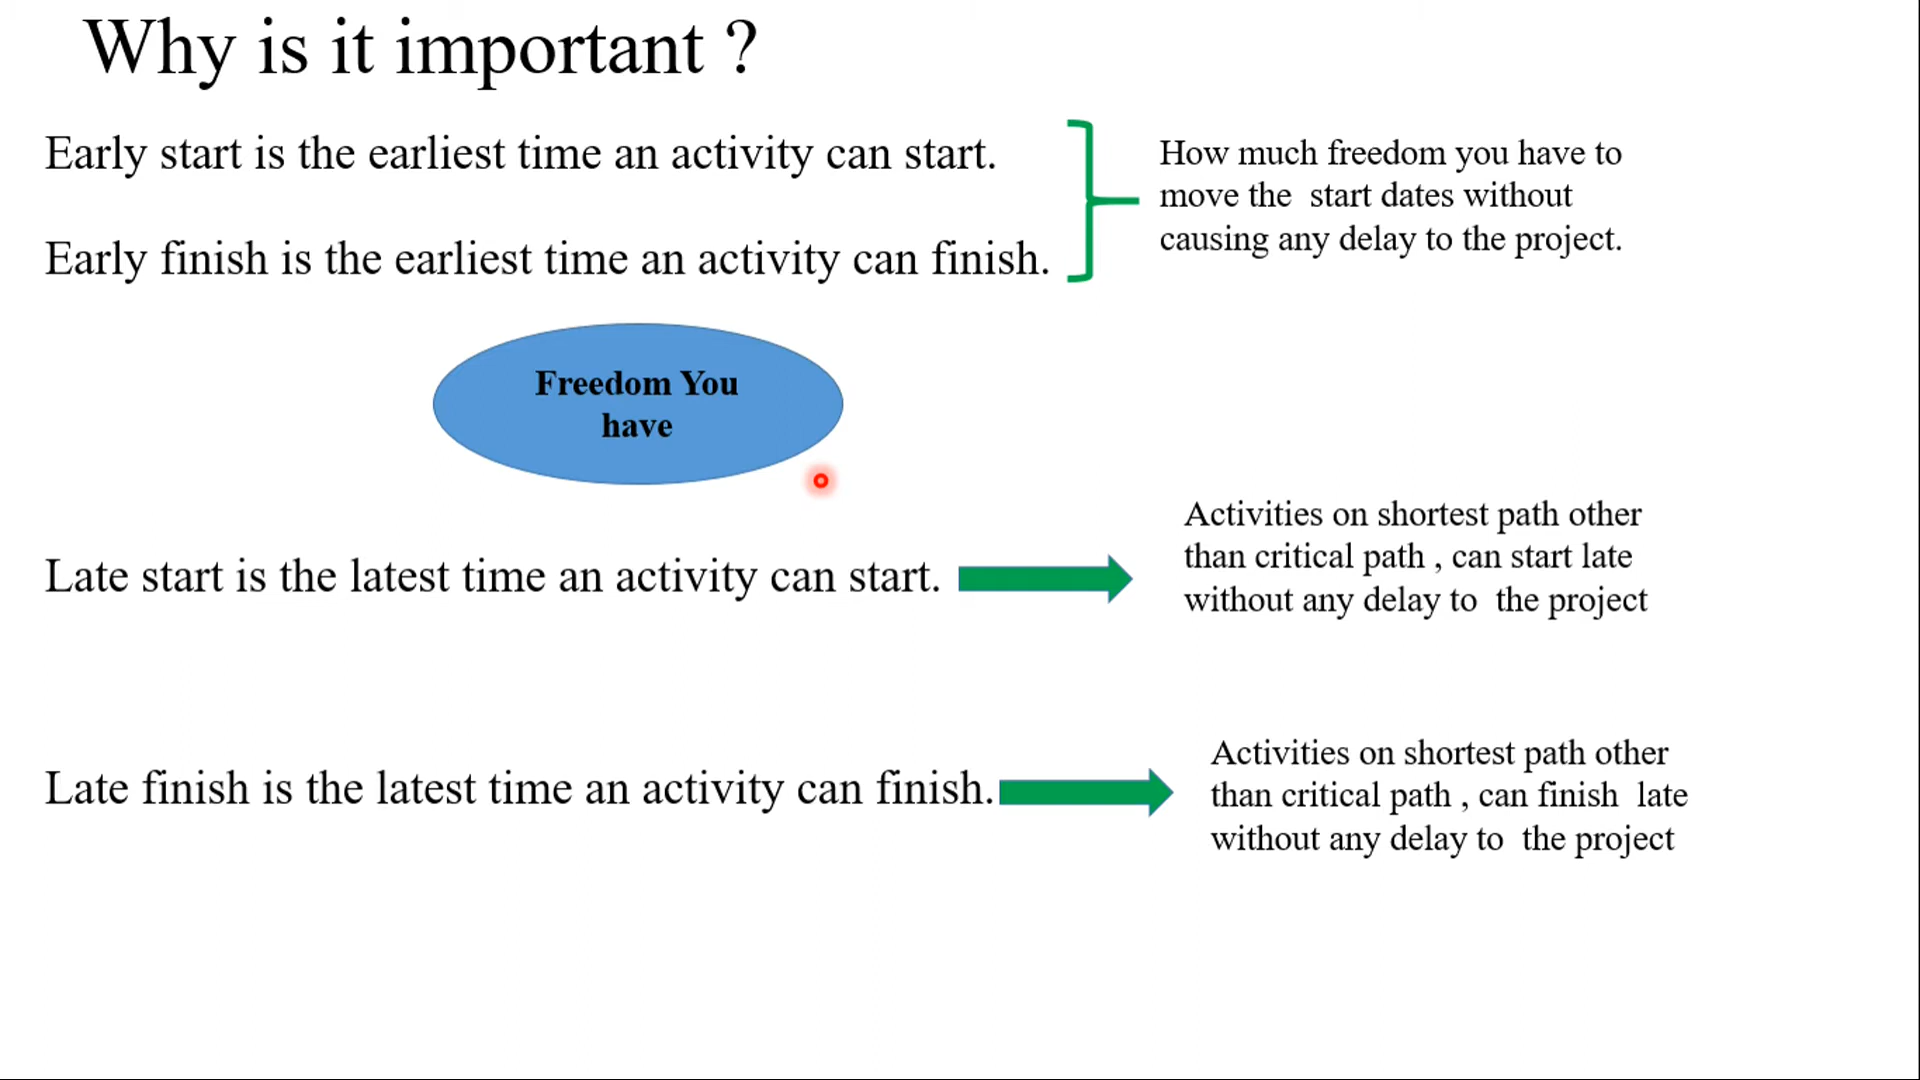 Why is it important ?
Early start is the earliest time an activity can start.
Early finish is the earliest time an activity can finish.
How much freedom you have to
move the  start dates without
causing any delay to the project.
Freedom You
have
Late start is the latest time an activity can start.
Activities on shortest path other
than critical path , can start late
without any delay to  the project
Late finish is the latest time an activity can finish.
Activities on shortest path other
than critical path , can finish  late
without any delay to  the project